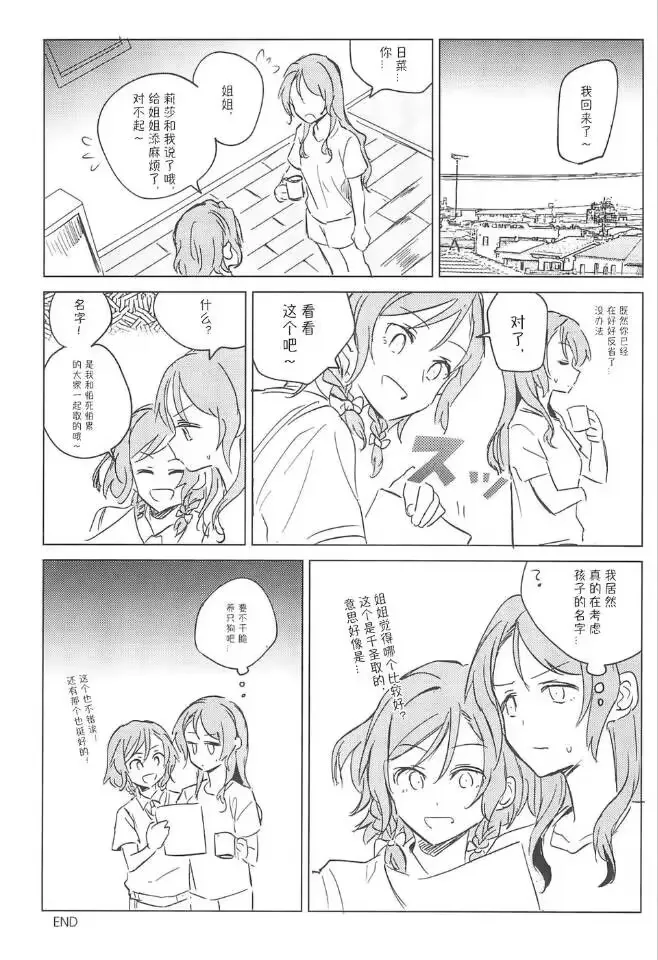 我回来了～
日菜…
你…
姐姐，
莉莎和我说了哦，
给姐姐添麻烦了，
对不起～
既然你已经
在好好反省了…
没办法
对了，
看看
这个吧～
スッ
什么？
名字！
是我和怕死怕累
的大家一起取的哦～
我居然
真的在考虑
孩子的名字…
姐姐觉得哪个比较好？
这个是千圣取的，
意思好像是…
要不干脆
养只狗吧…
这个也不错诶！
还有那个也挺好的！
END